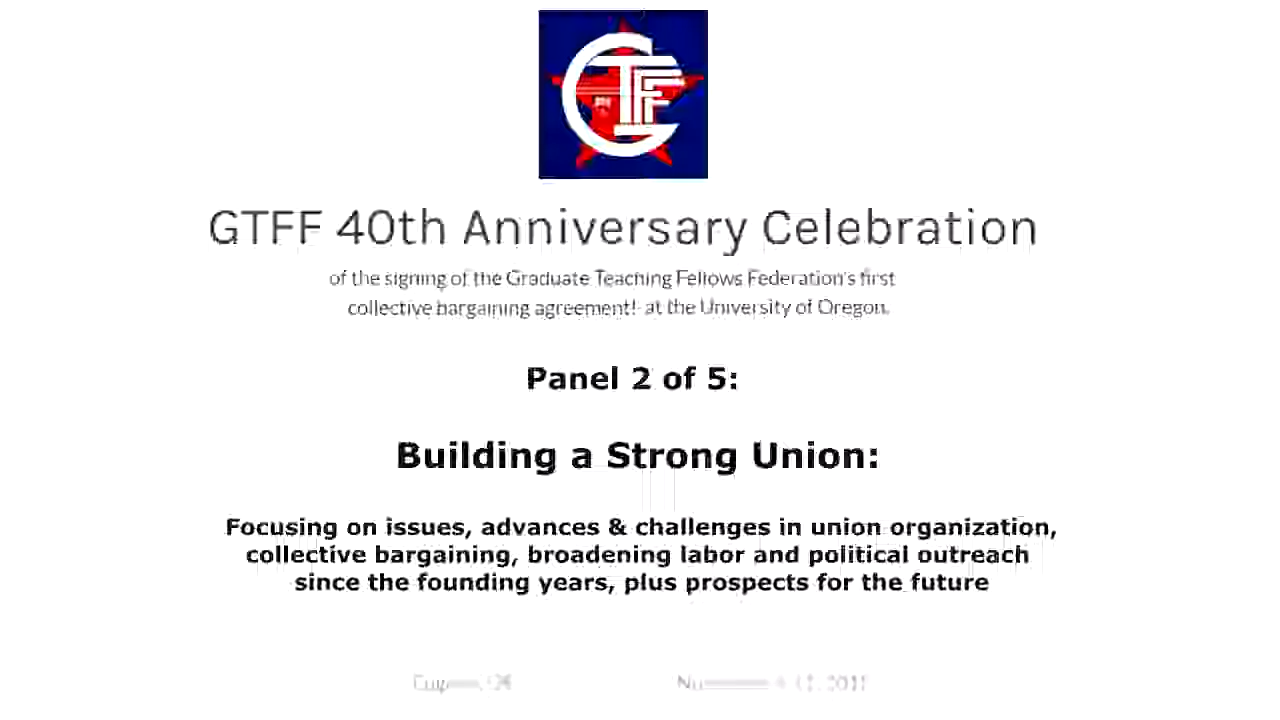 GTFF
GTFF 40th Anniversary Celebration
of the signing of the Graduate Teaching Fellows Federation's first
collective bargaining agreement! at the University of Oregon.
Panel 2 of 5:
Building a Strong Union:
Focusing on issues, advances & challenges in union organization,
collective bargaining, broadening labor and political outreach
since the founding years, plus prospects for the future